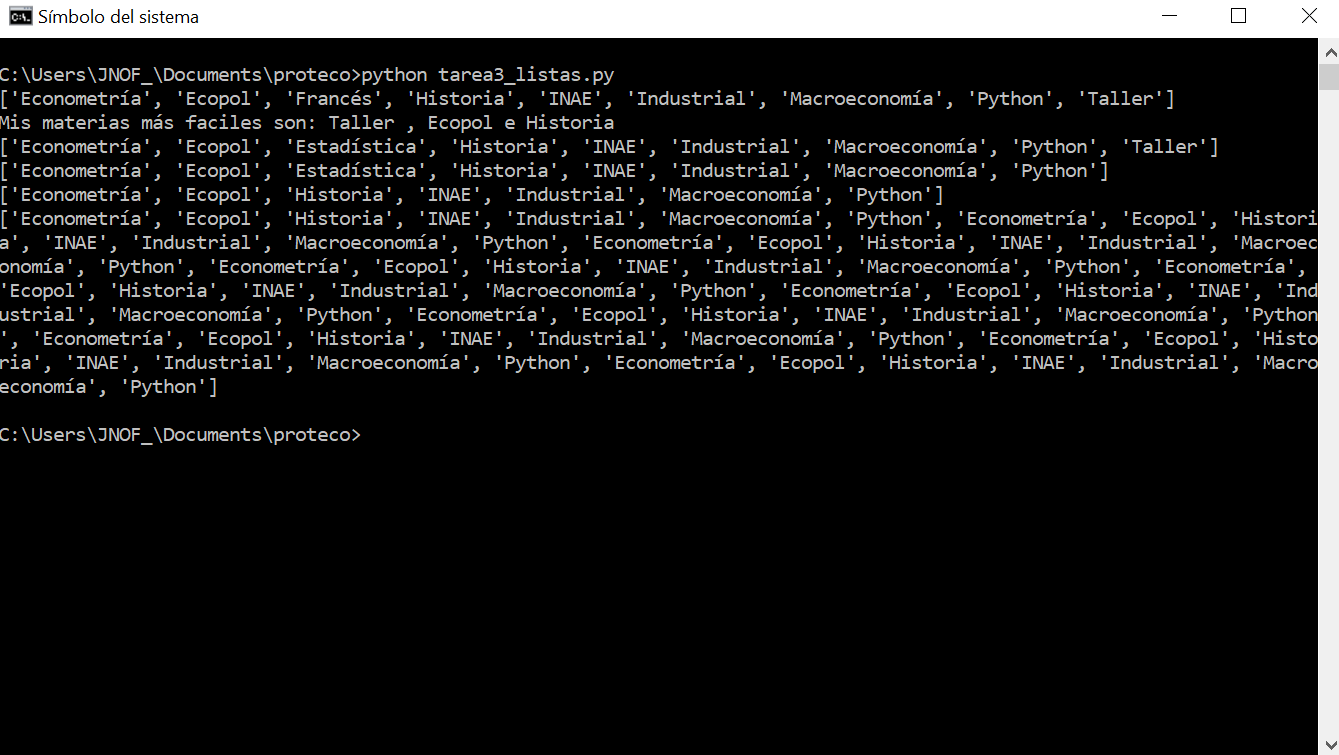 Símbolo del sistema
C:\Users\JNOF_\Documents\proteco>python tarea3_listas.py
['Econometría', 'Ecopol', 'Francés', 'Historia', 'INAE', 'Industrial', 'Macroeconomía', 'Python', 'Taller']
Mis materias más faciles son: Taller , Ecopol e Historia
['Econometría', 'Ecopol', 'Estadística', 'Historia', 'INAE', 'Industrial', 'Macroeconomía', 'Python', 'Taller']
['Econometría', 'Ecopol', 'Estadística', 'Historia', 'INAE', 'Industrial', 'Macroeconomía', 'Python']
['Econometría', 'Ecopol', 'Historia', 'INAE', 'Industrial', 'Macroeconomía', 'Python']
['Econometría', 'Ecopol', 'Historia', 'INAE', 'Industrial', 'Macroeconomía', 'Python', 'Econometría', 'Ecopol', 'Histori
a', 'INAE', 'Industrial', 'Macroeconomía', 'Python', 'Econometría', 'Ecopol', 'Historia', 'INAE', 'Industrial', 'Macroec
onomía', 'Python', 'Econometría', 'Ecopol', 'Historia', 'INAE', 'Industrial', 'Macroeconomía', 'Python', 'Econometría',
'Ecopol', 'Historia', 'INAE', 'Industrial', 'Macroeconomía', 'Python', 'Econometría', 'Ecopol', 'Historia', 'INAE', 'Ind
ustrial', 'Macroeconomía', 'Python', 'Econometría', 'Ecopol', 'Historia', 'INAE', 'Industrial', 'Macroeconomía', 'Python
', 'Econometría', 'Ecopol', 'Historia', 'INAE', 'Industrial', 'Macroeconomía', 'Python', 'Econometría', 'Ecopol', 'Histo
ria', 'INAE', 'Industrial', 'Macroeconomía', 'Python', 'Econometría', 'Ecopol', 'Historia', 'INAE', 'Industrial', 'Macro
economía', 'Python']
C:\Users\JNOF_\Documents\proteco>